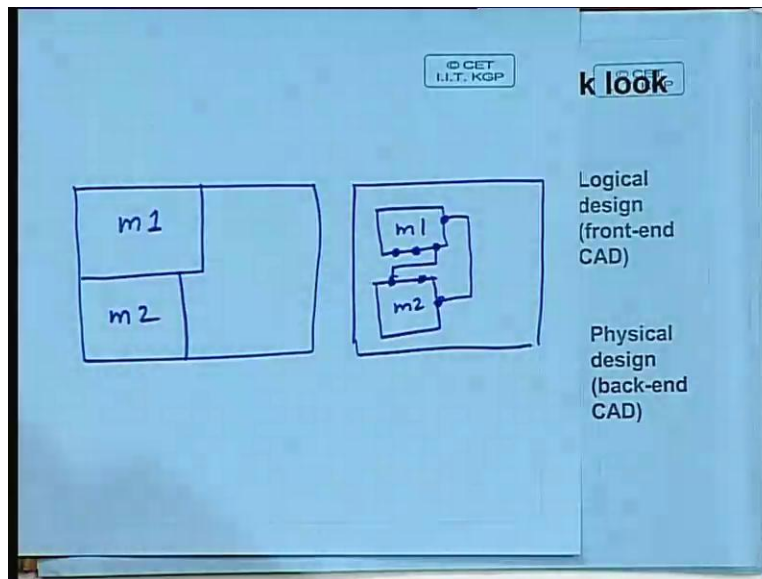 © CET
I.I.T. KGP
k look
m1
m2
m1
m2
Logical
design
(front-end
CAD)
Physical
design
(back-end
CAD)